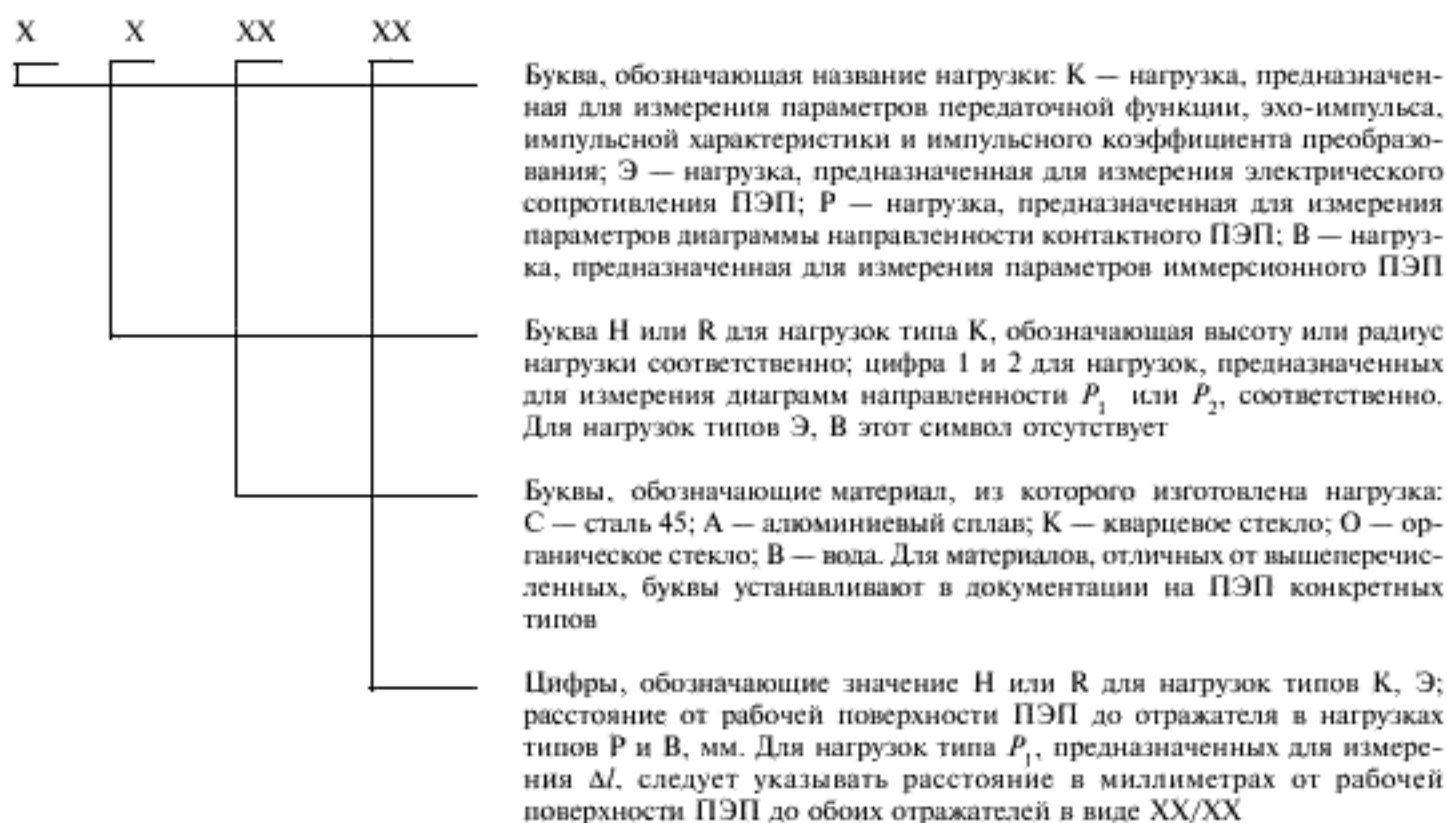 X X XX XX
Буква, обозначающая название нагрузки: К — нагрузка, предназначен-
ная для измерения параметров передаточной функции, эхо-импульса,
импульсной характеристики и импульсного коэффициента преобразо-
вания; Э — нагрузка, предназначенная для измерения электрического
сопротивления ПЭП; Р — нагрузка, предназначенная для измерения
параметров диаграммы направленности контактного ПЭП; В — нагруз-
ка, предназначенная для измерения параметров иммерсионного ПЭП
Буква Н или R для нагрузок типа К, обозначающая высоту или радиус
нагрузки соответственно; цифра 1 и 2 для нагрузок, предназначенных
для измерения диаграмм направленности P₁ или P₂, соответственно.
Для нагрузок типов Э, В этот символ отсутствует
Буквы, обозначающие материал, из которого изготовлена нагрузка:
С — сталь 45; А — алюминиевый сплав; К — кварцевое стекло; О — ор-
ганическое стекло; В — вода. Для материалов, отличных от вышеперечис-
ленных, буквы устанавливают в документации на ПЭП конкретных
типов
Цифры, обозначающие значение Н или R для нагрузок типов К, Э;
расстояние от рабочей поверхности ПЭП до отражателя в нагрузках
типов Р и В, мм. Для нагрузок типа P₁, предназначенных для измере-
ния Δl, следует указывать расстояние в миллиметрах от рабочей
поверхности ПЭП до обоих отражателей в виде XX/XX